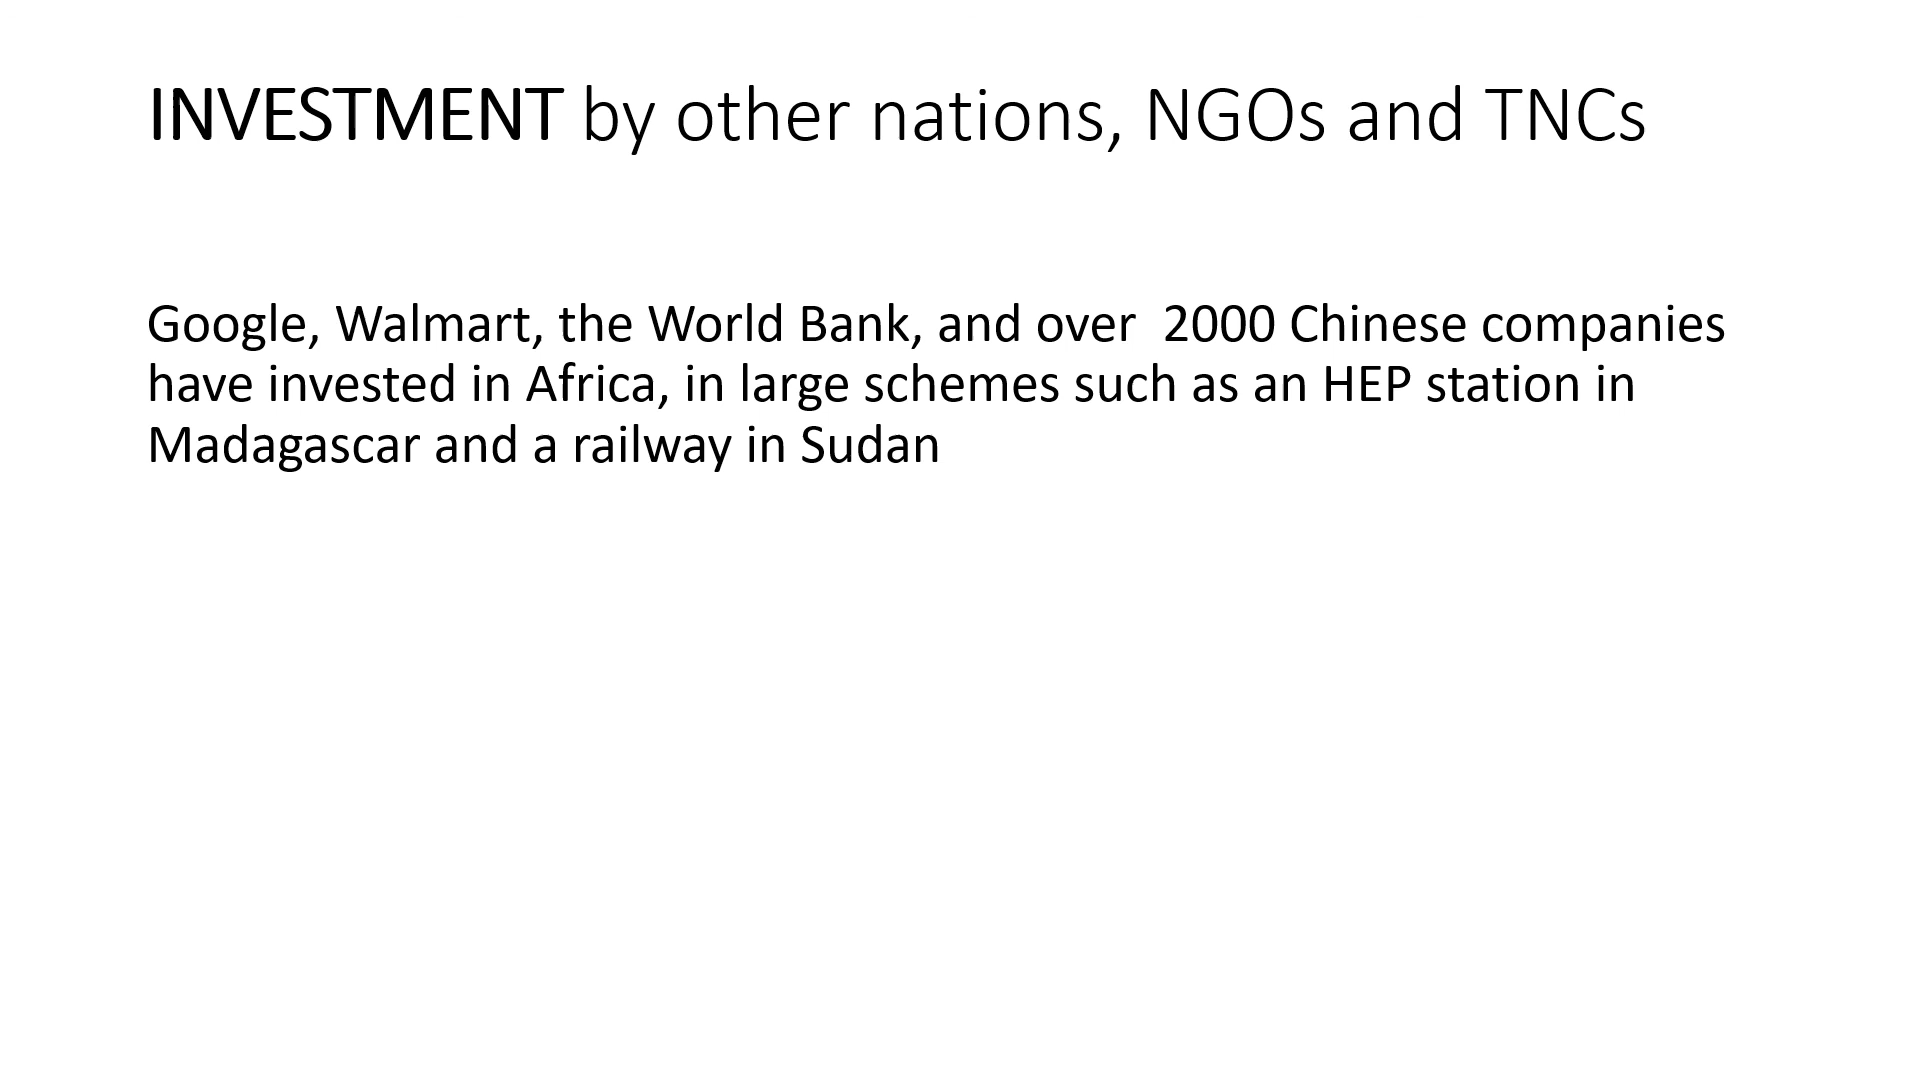 INVESTMENT by other nations, NGOs and TNCs
Google, Walmart, the World Bank, and over  2000 Chinese companies
have invested in Africa, in large schemes such as an HEP station in
Madagascar and a railway in Sudan